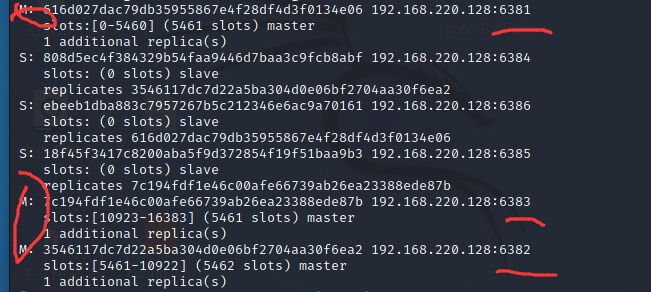 M: 616d027dac79db35955867e4f28df4d3f0134e06 192.168.220.128:6381
slots:[0-5460] (5461 slots) master
1 additional replica(s)
S: 808d5ec4f384329b54faa9446d7baa3c9fcb8abf 192.168.220.128:6384
slots: (0 slots) slave
replicates 3546117dc7d22a5ba304d0e06bf2704aa30f6ea2
S: ebeeb1dba883c7957267b5c212346e6ac9a70161 192.168.220.128:6386
slots: (0 slots) slave
replicates 616d027dac79db35955867e4f28df4d3f0134e06
S: 18f45f3417c8200aba5f9d372854f19f51baa9b3 192.168.220.128:6385
slots: (0 slots) slave
replicates 7c194fdf1e46c00afe66739ab26ea23388ede87b
M: 7c194fdf1e46c00afe66739ab26ea23388ede87b 192.168.220.128:6383
slots:[10923-16383] (5461 slots) master
1 additional replica(s)
M: 3546117dc7d22a5ba304d0e06bf2704aa30f6ea2 192.168.220.128:6382
slots:[5461-10922] (5462 slots) master
1 additional replica(s)